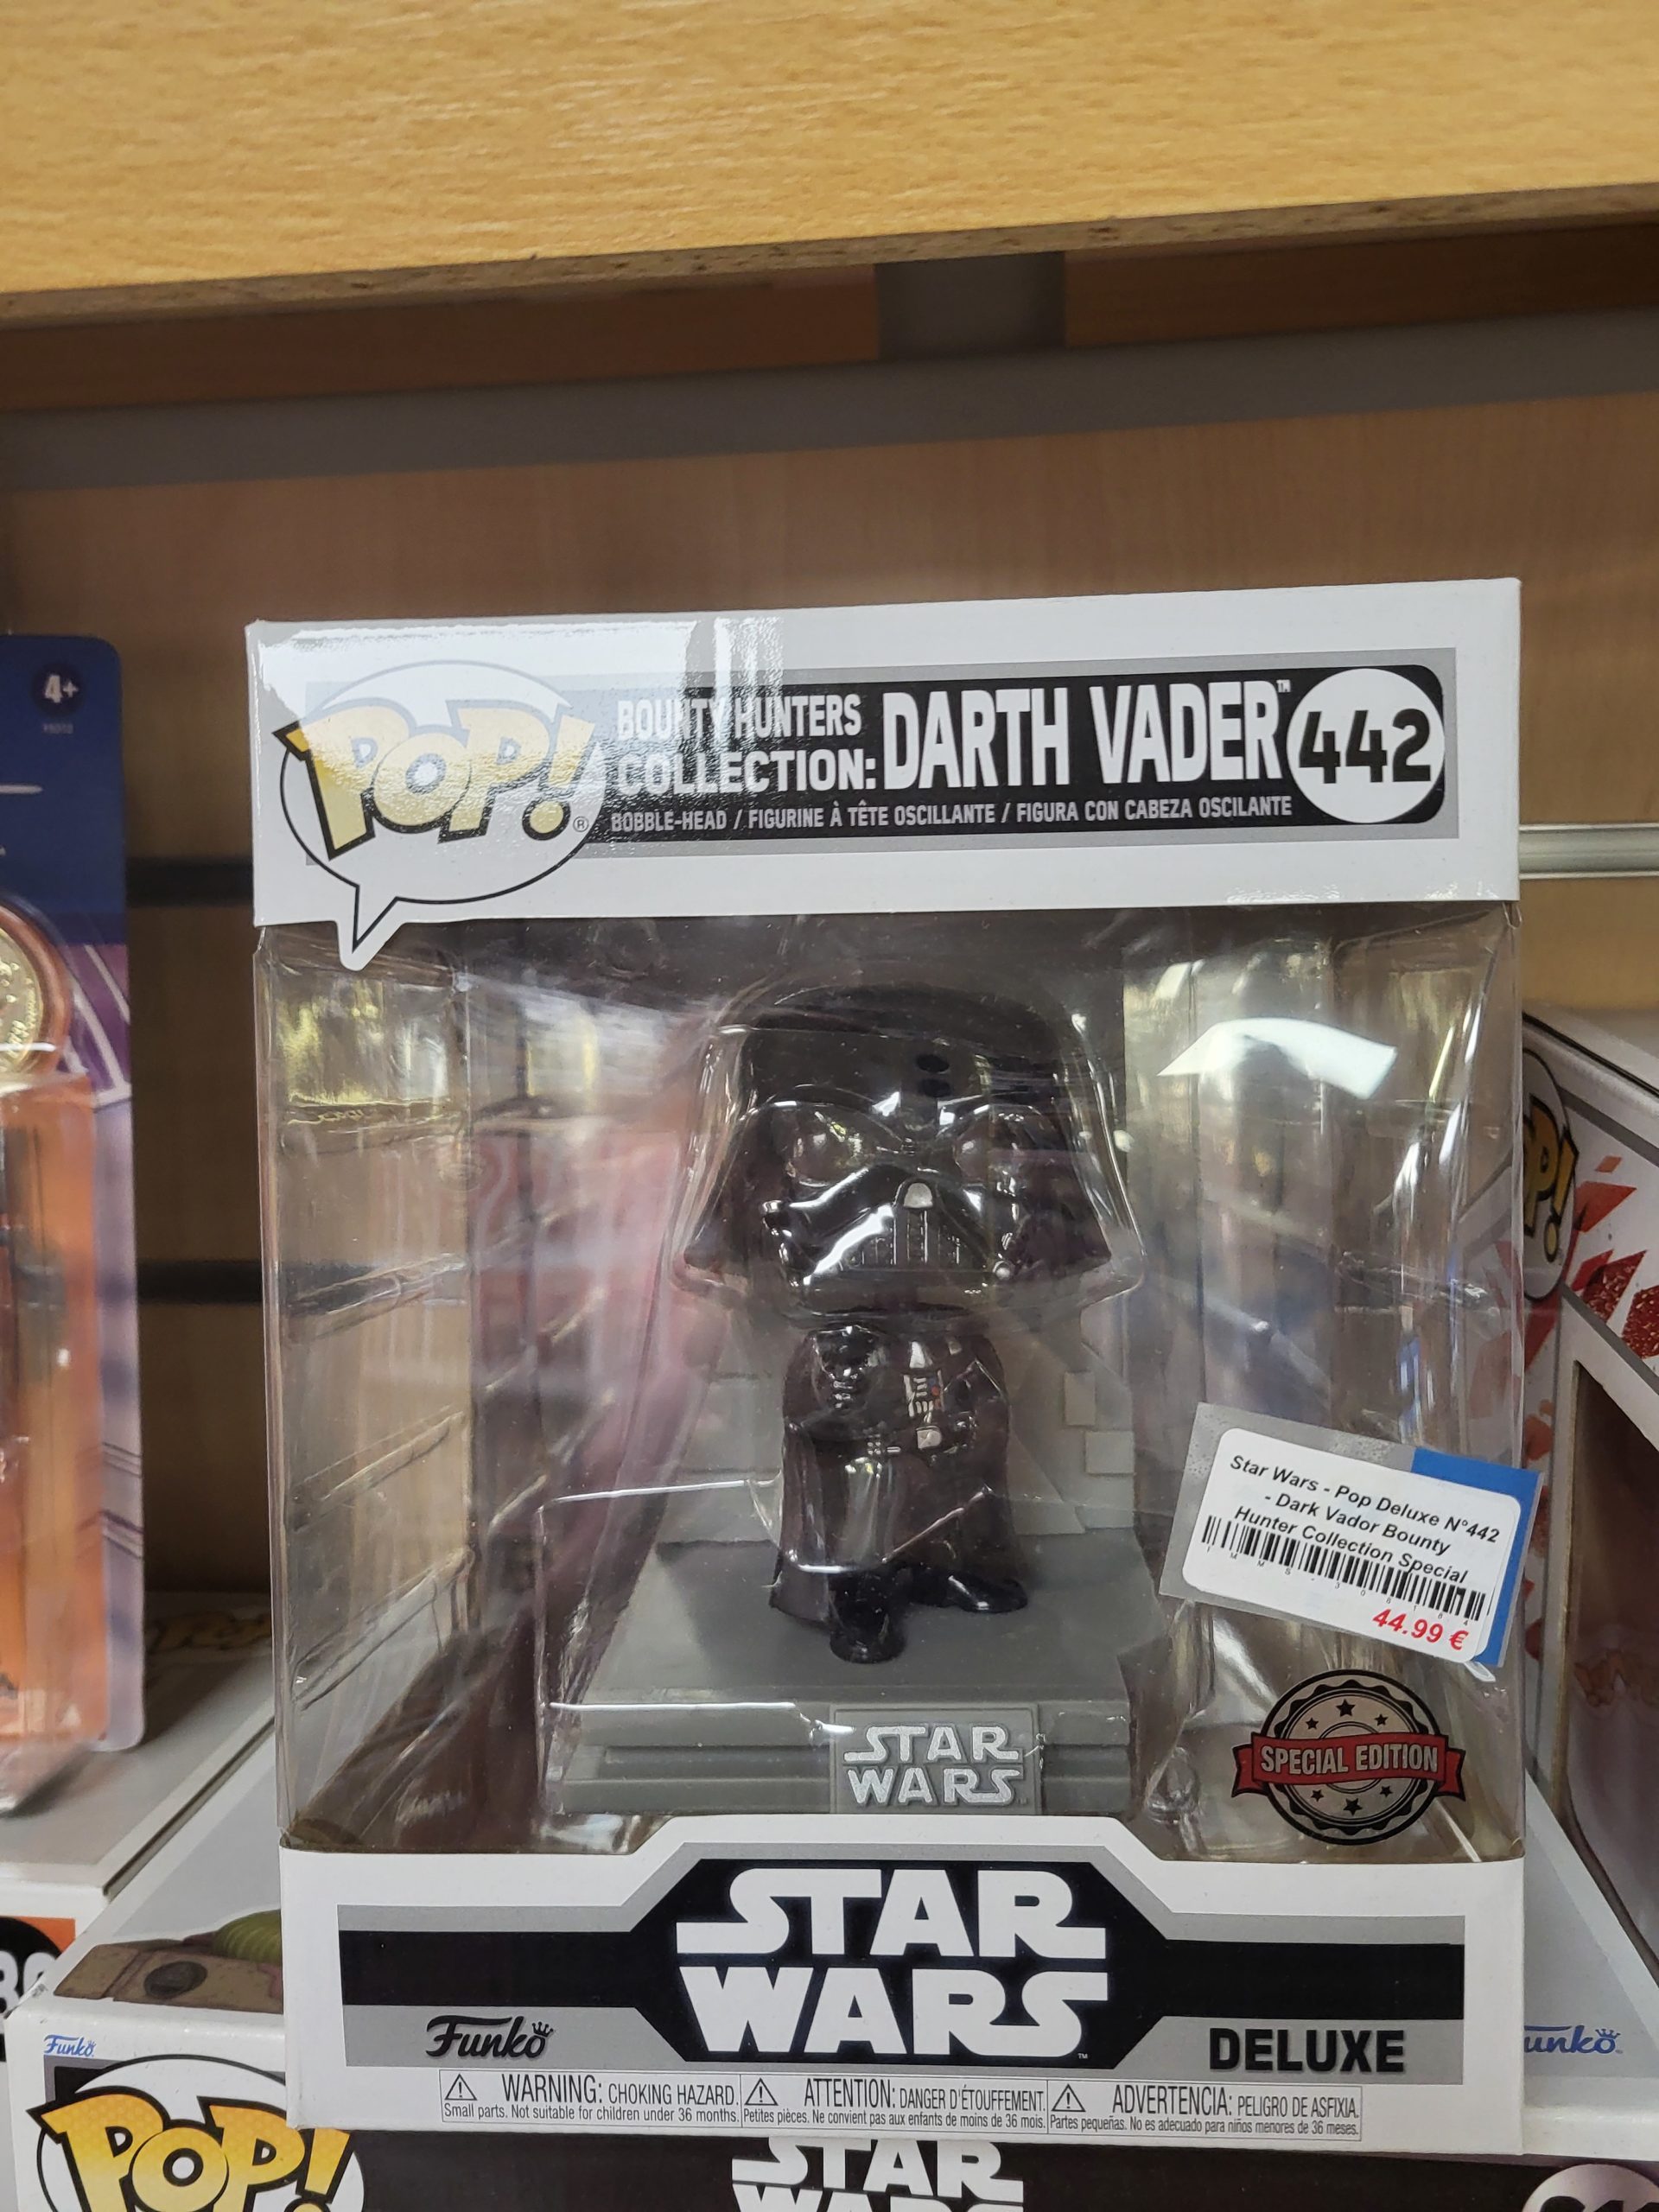 4+
POP!®
BOUNTY HUNTERS
COLLECTION: DARTH VADER™ 442
BOBBLE-HEAD / FIGURINE À TÊTE OSCILLANTE / FIGURA CON CABEZA OSCILANTE
Star Wars - Pop Deluxe N°442
- Dark Vador Bounty
Hunter Collection Special
44.99 €
STAR
WARS
SPECIAL EDITION
STAR
WARS™
Funko
DELUXE
WARNING: CHOKING HAZARD.
Small parts. Not suitable for children under 36 months.
ATTENTION: DANGER D'ÉTOUFFEMENT.
Petites pièces. Ne convient pas aux enfants de moins de 36 mois.
ADVERTENCIA: PELIGRO DE ASFIXIA.
Partes pequeñas. No es adecuado para niños menores de 36 meses.
Funko
POP!
STAR
WARS